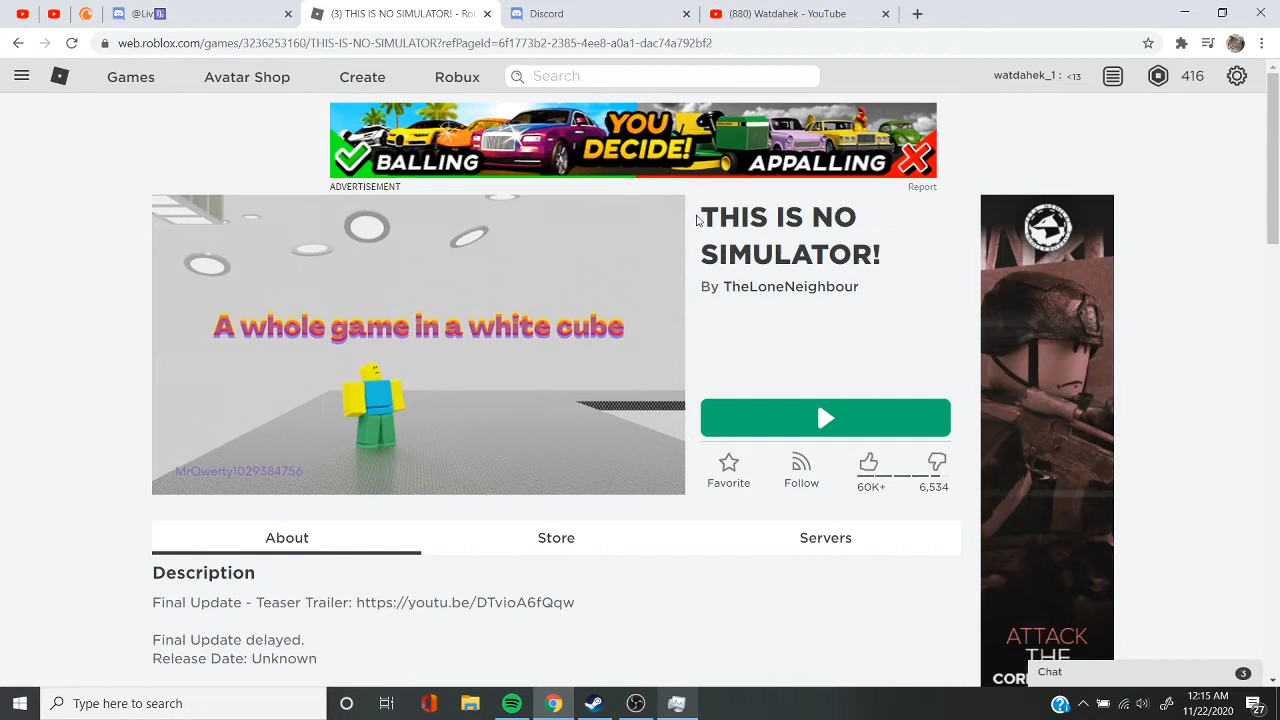 @Liv
(3) THIS IS NO SIMULATOR! - Rob
Discord
(880) Watdahek - YouTube
web.roblox.com/games/3236253160/THIS-IS-NO-SIMULATOR?refPageId=6f1773b2-2385-4ee8-a0a1-dac74a792bf2
Games
Avatar Shop
Create
Robux
Search
watdahek_1 : <13
416
BALLING
YOU
DECIDE!
APPALLING
ADVERTISEMENT
Report
A whole game in a white cube
MrQwerty1029384756
THIS IS NO
SIMULATOR!
By TheLoneNeighbour
Favorite
Follow
60K+
6,534
About
Store
Servers
Description
Final Update - Teaser Trailer: https://youtu.be/DTvioA6fQqw
Final Update delayed.
Release Date: Unknown
ATTACK
THE
COR
Chat
3
Type here to search
12:15 AM
11/22/2020
27